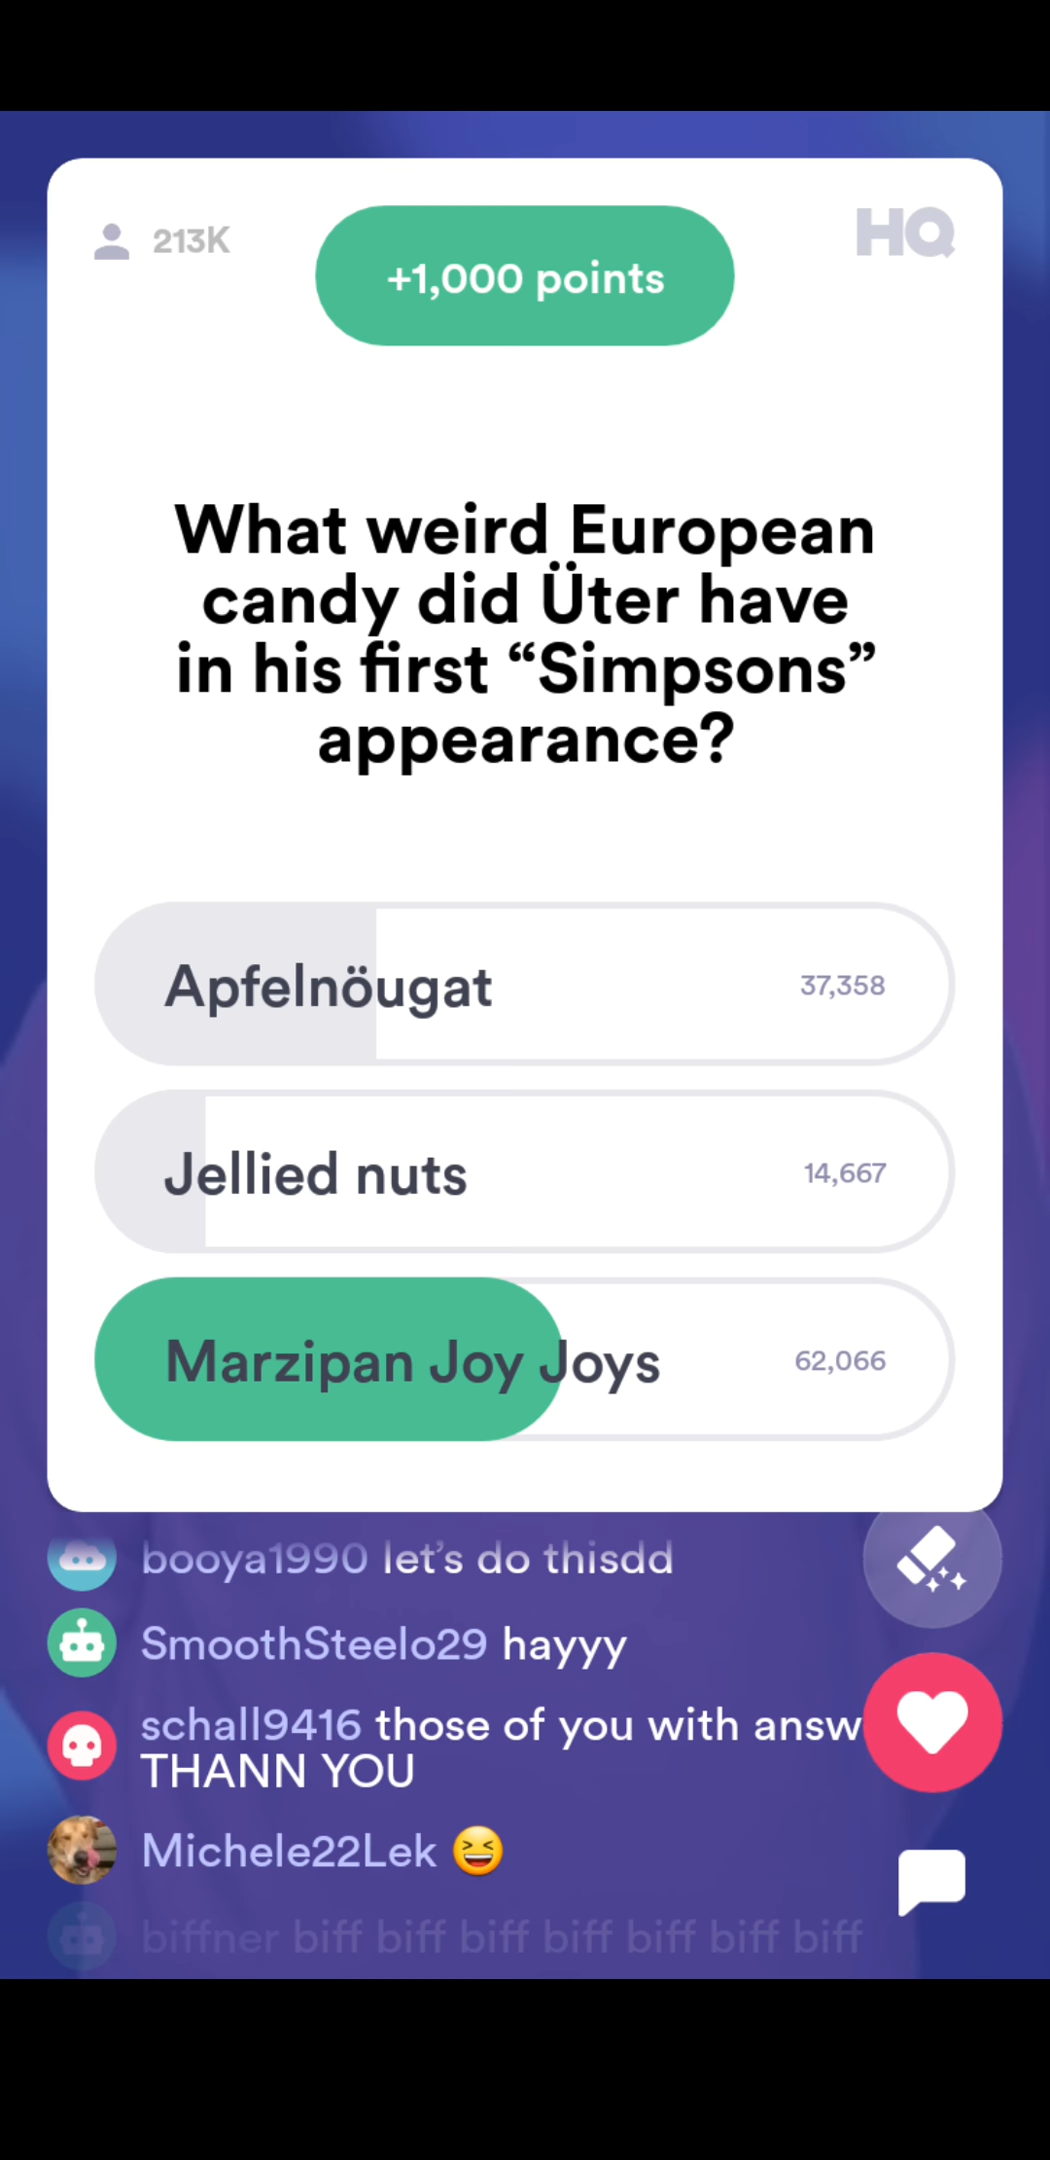 213K
+1,000 points
HQ
What weird European
candy did Üter have
in his first “Simpsons”
appearance?
Apfelnöugat 37,358
Jellied nuts 14,667
Marzipan Joy Joys 62,066
booya1990 let’s do thisdd
SmoothSteelo29 hayyy
schall9416 those of you with answ
THANN YOU
Michele22Lek 😆
biffner biff biff biff biff biff biff biff